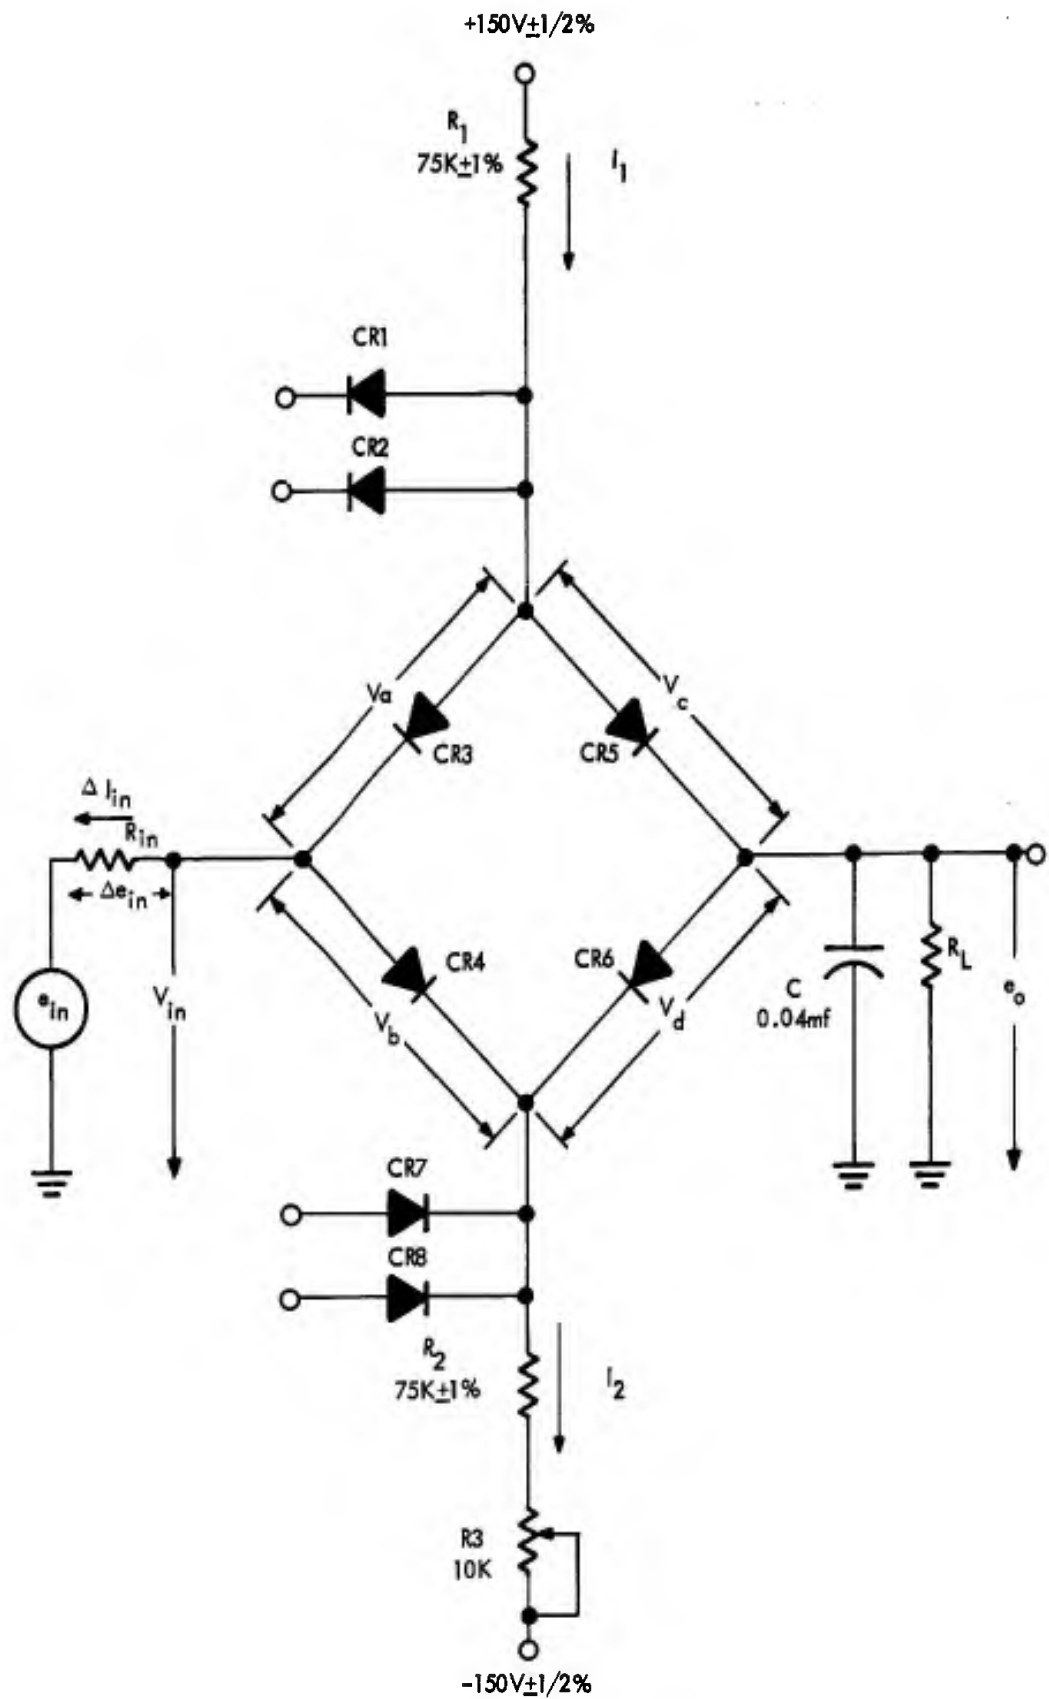 +150V±1/2%
R1
75K±1%
I1
CR1
CR2
Va
Vc
CR3
CR5
Δ Iin
Rin
Δein
CR4
CR6
RL
ein
Vin
Vb
Vd
C
0.04mf
eo
CR7
CR8
R2
75K±1%
I2
R3
10K
-150V±1/2%